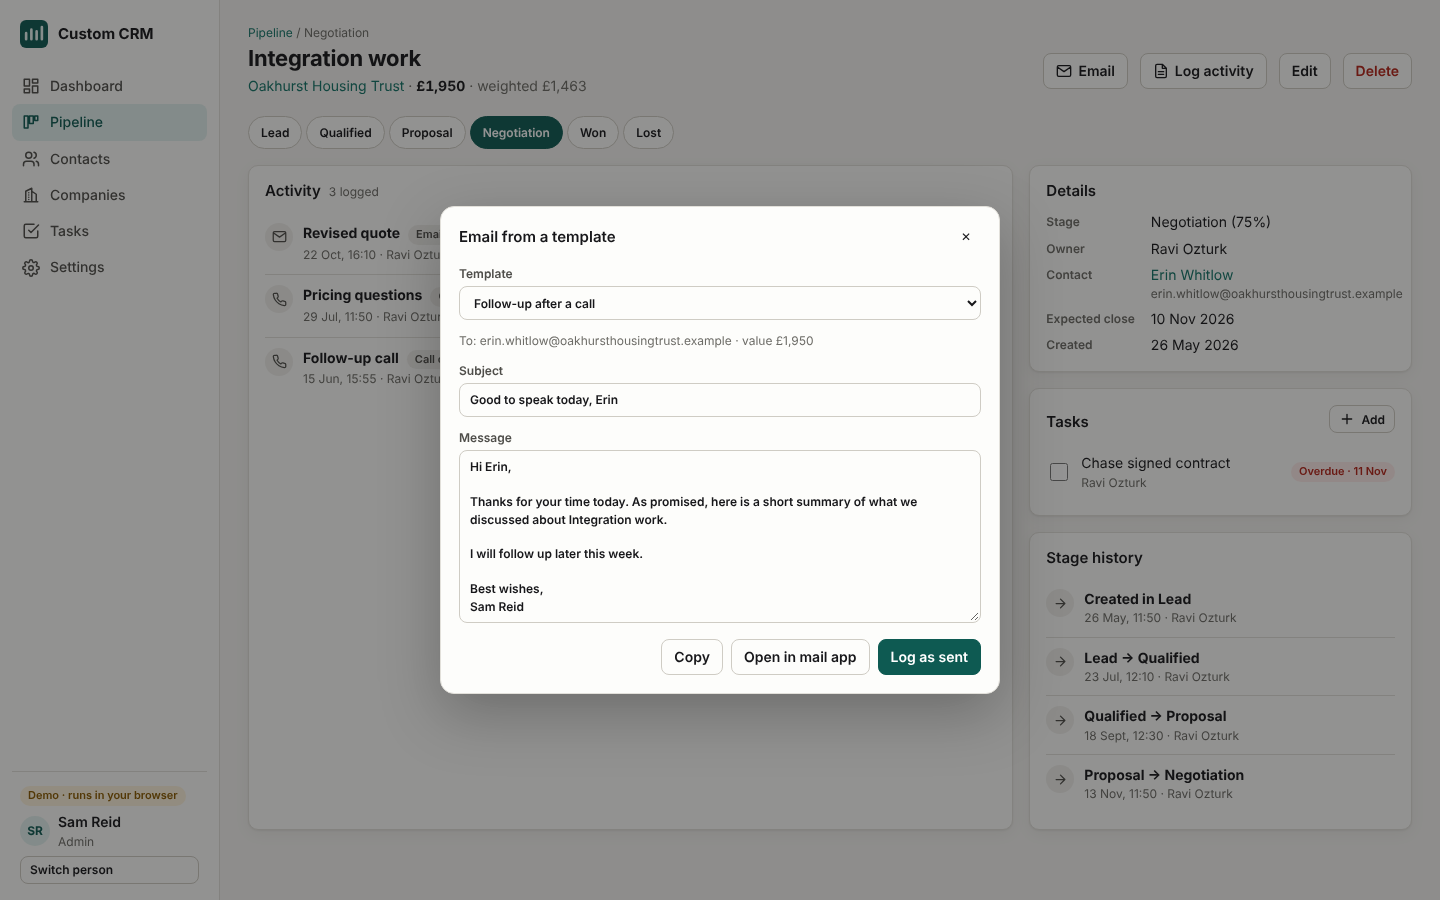 Custom CRM
Dashboard
Pipeline
Contacts
Companies
Tasks
Settings
Demo · runs in your browser
SR
Sam Reid
Admin
Switch person
Pipeline / Negotiation
Integration work
Oakhurst Housing Trust · £1,950 · weighted £1,463
Email
Log activity
Edit
Delete
Lead
Qualified
Proposal
Negotiation
Won
Lost
Activity 3 logged
Revised quote
22 Oct, 16:10 · Ravi
Pricing questions
29 Jul, 11:50 · Ravi
Follow-up call
Call
15 Jun, 15:55 · Ravi
Email from a template
×
Template
Follow-up after a call
To: erin.whitlow@oakhursthousingtrust.example · value £1,950
Subject
Good to speak today, Erin
Message
Hi Erin,
Thanks for your time today. As promised, here is a short summary of what we
discussed about Integration work.
I will follow up later this week.
Best wishes,
Sam Reid
Copy
Open in mail app
Log as sent
Details
Stage Negotiation (75%)
Owner Ravi Ozturk
Contact Erin Whitlow
erin.whitlow@oakhursthousingtrust.example
Expected close 10 Nov 2026
Created 26 May 2026
Tasks
Add
Chase signed contract
Ravi Ozturk
Overdue · 11 Nov
Stage history
Created in Lead
26 May, 11:50 · Ravi Ozturk
Lead → Qualified
23 Jul, 12:10 · Ravi Ozturk
Qualified → Proposal
18 Sept, 12:30 · Ravi Ozturk
Proposal → Negotiation
13 Nov, 11:50 · Ravi Ozturk